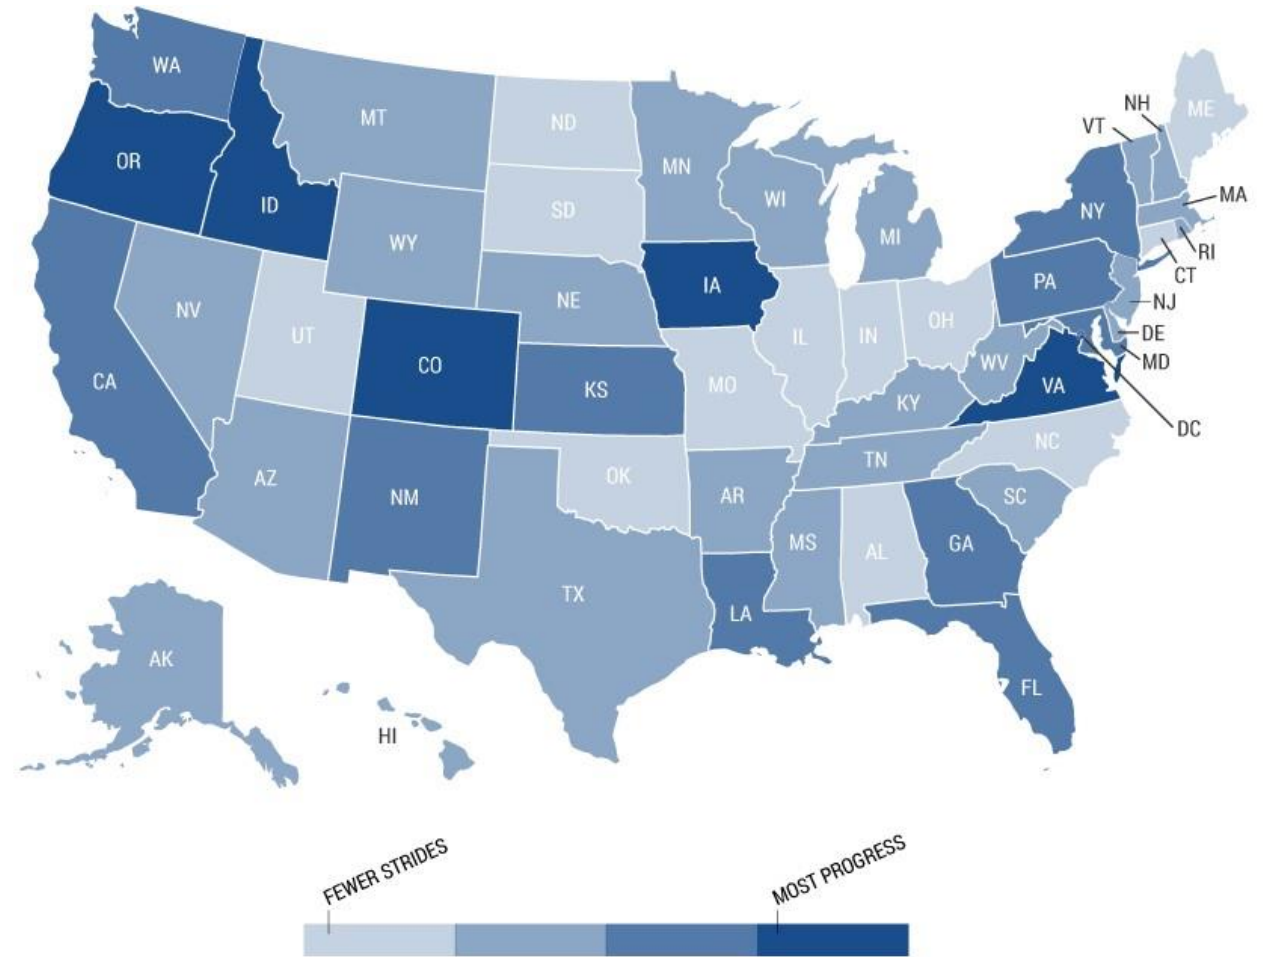 WA
MT
ND
MN
OR
ID
SD
WI
MI
NH
VT
ME
NY
MA
RI
CT
WY
IA
PA
NJ
NE
DE
MD
NV
UT
CO
IL
IN
OH
WV
VA
DC
CA
KS
MO
KY
NC
AZ
NM
OK
AR
TN
SC
MS
AL
GA
TX
LA
FL
AK
HI
FEWER STRIDES
MOST PROGRESS